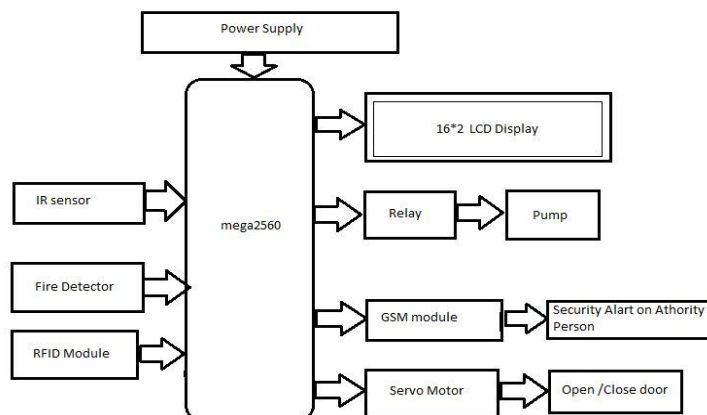 Power Supply
16*2 LCD Display
IR sensor
mega2560
Relay
Pump
Fire Detector
GSM module
Security Alart on Athority
Person
RFID Module
Servo Motor
Open /Close door